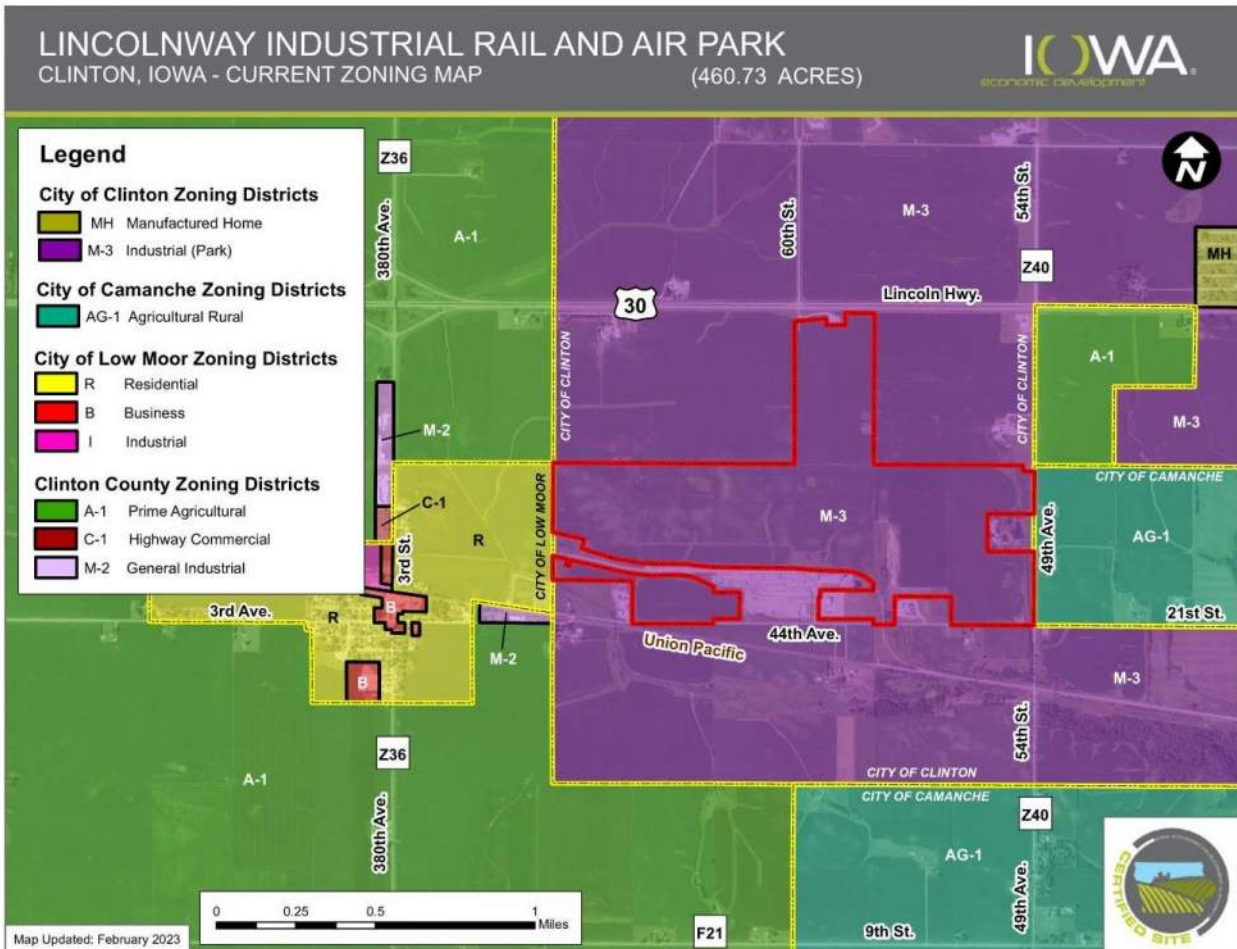 LINCOLNWAY INDUSTRIAL RAIL AND AIR PARK
CLINTON, IOWA - CURRENT ZONING MAP (460.73 ACRES)
IOWA®
economic development
Legend
City of Clinton Zoning Districts
MH Manufactured Home
M-3 Industrial (Park)
City of Camanche Zoning Districts
AG-1 Agricultural Rural
City of Low Moor Zoning Districts
R Residential
B Business
I Industrial
Clinton County Zoning Districts
A-1 Prime Agricultural
C-1 Highway Commercial
M-2 General Industrial
Z36
380th Ave.
A-1
60th St.
M-3
54th St.
N
Z40
MH
30
Lincoln Hwy.
CITY OF CLINTON
CITY OF CLINTON
A-1
M-3
M-2
C-1
CITY OF CAMANCHE
R
CITY OF LOW MOOR
M-3
3rd St.
49th Ave.
AG-1
3rd Ave.
R
B
21st St.
44th Ave.
Union Pacific
M-2
B
M-3
Z36
54th St.
A-1
CITY OF CLINTON
CITY OF CAMANCHE
380th Ave.
Z40
AG-1
49th Ave.
0 0.25 0.5 1
Miles
F21
9th St.
CERTIFIED SITE
Map Updated: February 2023